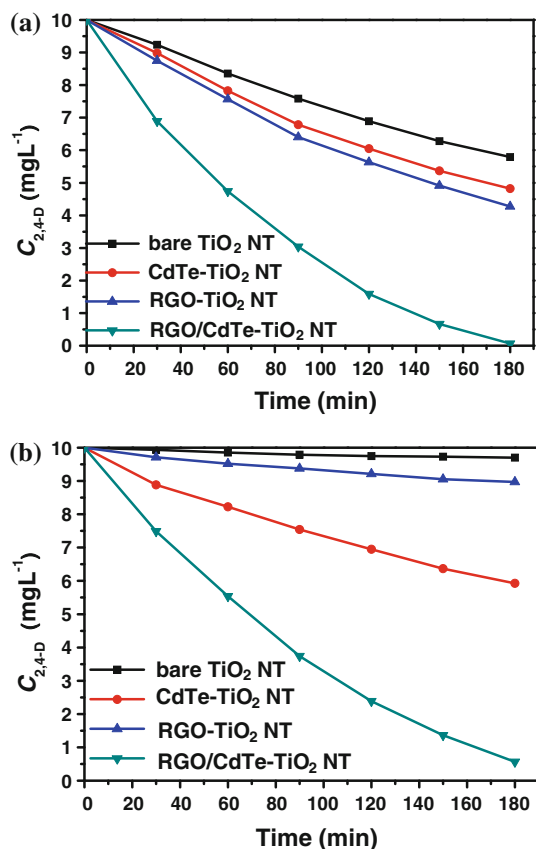 (a)
10
9
8
7
6
5
4
3
2
1
0
C₂,₄₋D (mgL⁻¹)
bare TiO₂ NT
CdTe-TiO₂ NT
RGO-TiO₂ NT
RGO/CdTe-TiO₂ NT
0 20 40 60 80 100 120 140 160 180
Time (min)
(b)
10
9
8
7
6
5
4
3
2
1
0
C₂,₄₋D (mgL⁻¹)
bare TiO₂ NT
CdTe-TiO₂ NT
RGO-TiO₂ NT
RGO/CdTe-TiO₂ NT
0 20 40 60 80 100 120 140 160 180
Time (min)